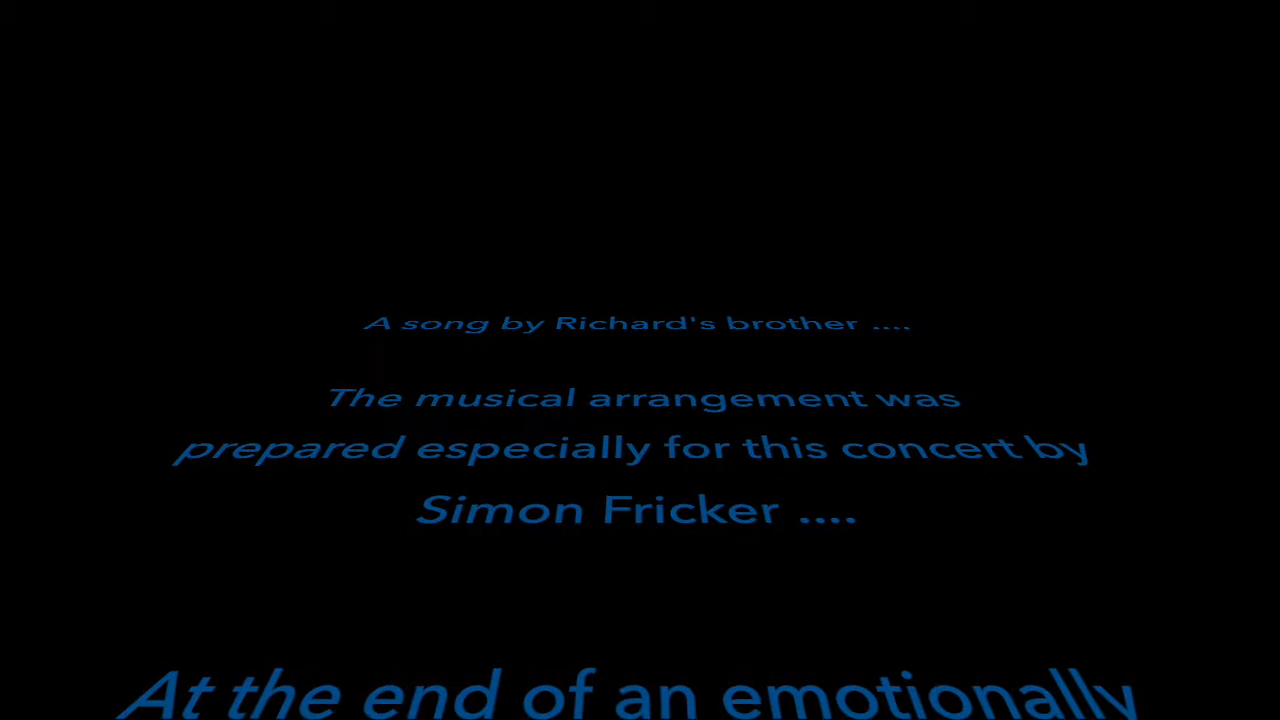 A song by Richard's brother ....
The musical arrangement was
prepared especially for this concert by
Simon Fricker ....
At the end of an emotionally